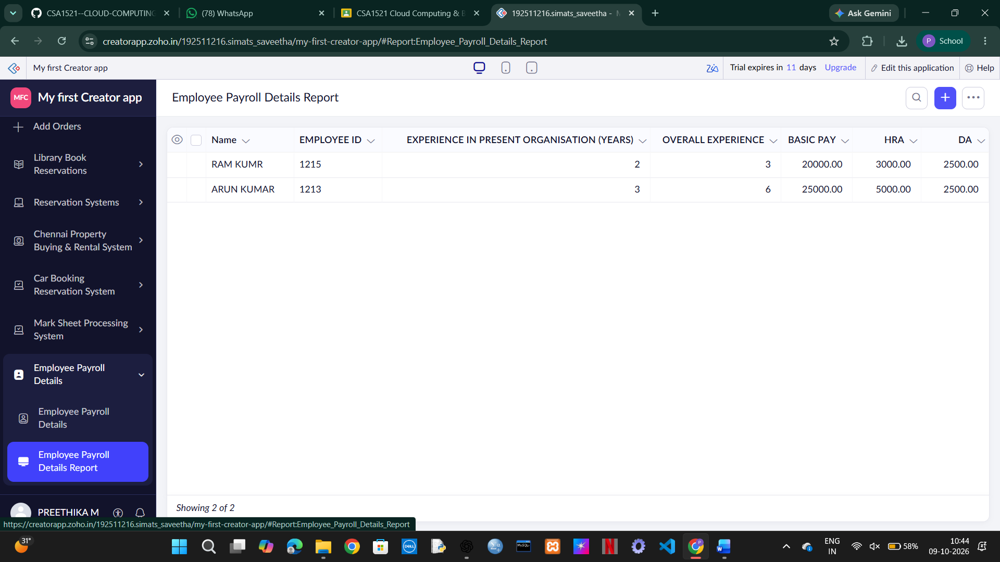 CSA1521--CLOUD-COMPUTING
(78) WhatsApp
CSA1521 Cloud Computing & B
192511216.simats_saveetha - M
Ask Gemini
creatorapp.zoho.in/192511216.simats_saveetha/my-first-creator-app/#Report:Employee_Payroll_Details_Report
P School
My first Creator app
Trial expires in 11 days Upgrade
Edit this application
Help
MFC My first Creator app
Employee Payroll Details Report
Add Orders
Library Book
Reservations
Reservation Systems
Chennai Property
Buying & Rental System
Car Booking
Reservation System
Mark Sheet Processing
System
Employee Payroll
Details
Employee Payroll
Details
Employee Payroll
Details Report
PREETHIKA M
Name EMPLOYEE ID EXPERIENCE IN PRESENT ORGANISATION (YEARS) OVERALL EXPERIENCE BASIC PAY HRA DA
RAM KUMR 1215 2 3 20000.00 3000.00 2500.00
ARUN KUMAR 1213 3 6 25000.00 5000.00 2500.00
Showing 2 of 2
https://creatorapp.zoho.in/192511216.simats_saveetha/my-first-creator-app/#Report:Employee_Payroll_Details_Report
31°
DELL
MySQL
ENG
IN
58%
10:44
09-10-2026